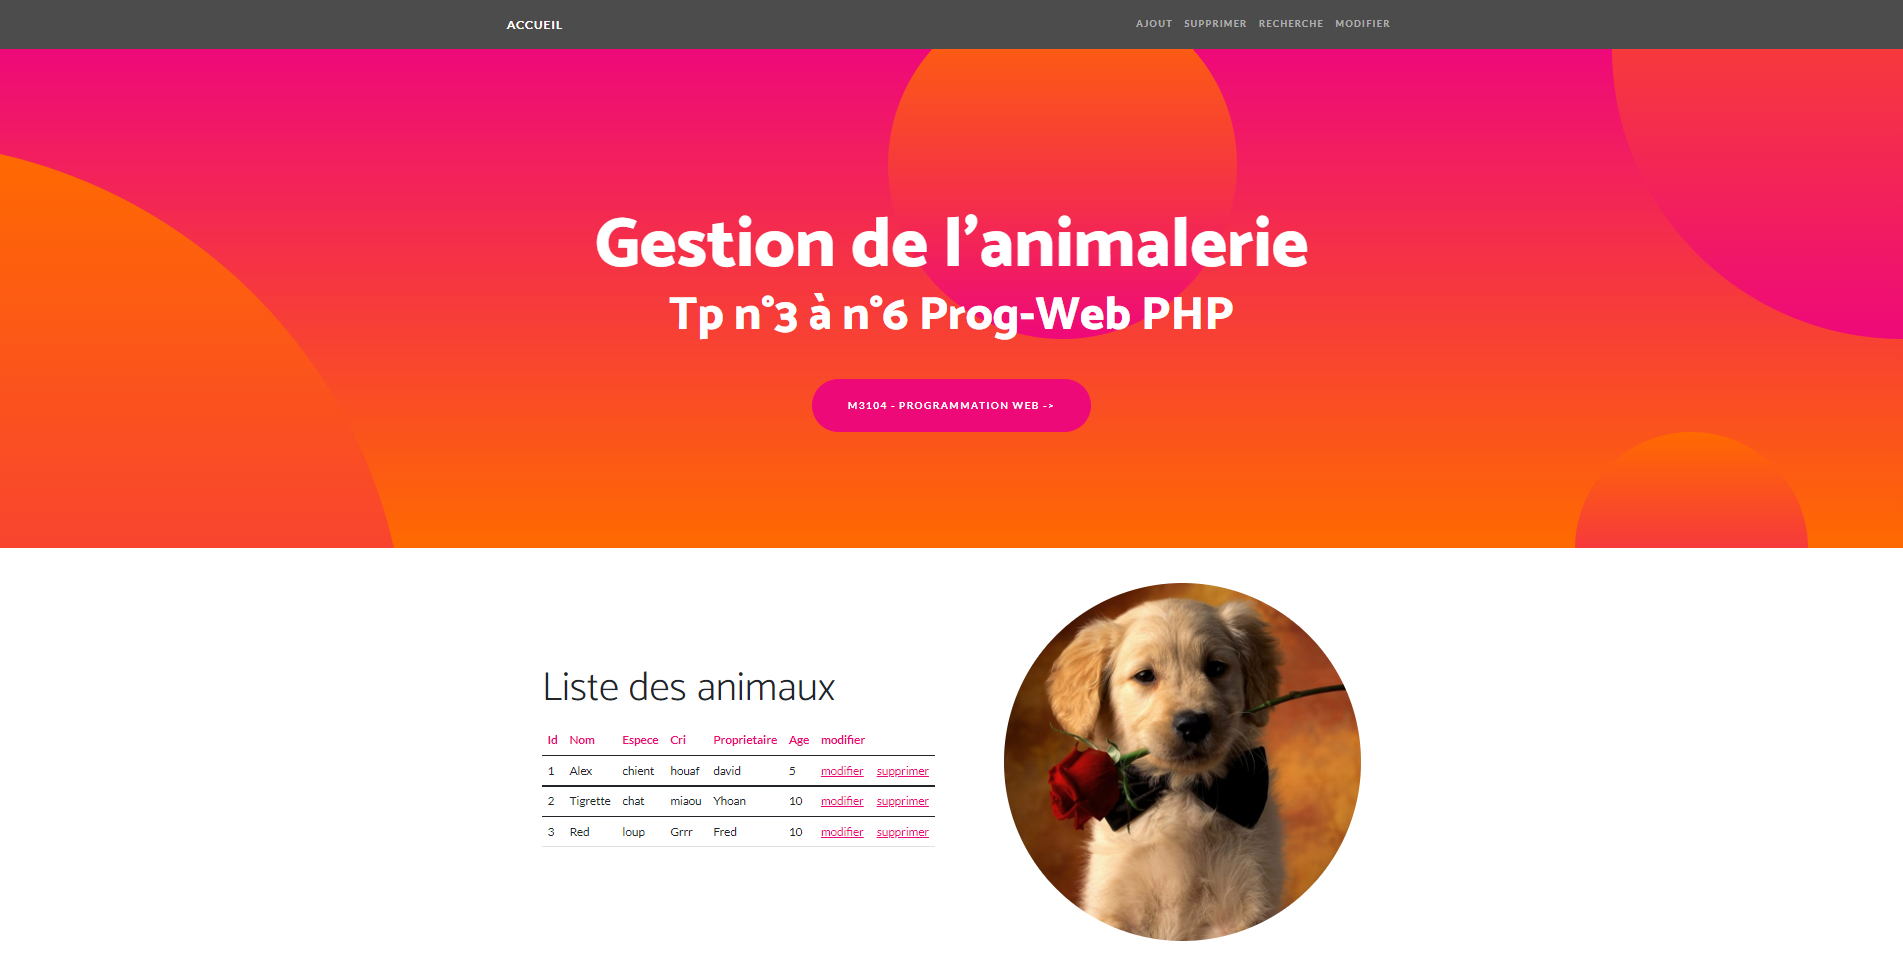 ACCUEIL AJOUT SUPPRIMER RECHERCHE MODIFIER
Gestion de l'animalerie
Tp n°3 à n°6 Prog-Web PHP
M3104 - PROGRAMMATION WEB ->
Liste des animaux
Id Nom Espece Cri Proprietaire Age modifier
1 Alex chient houaf david 5 modifier supprimer
2 Tigrette chat miaou Yhoan 10 modifier supprimer
3 Red loup Grrr Fred 10 modifier supprimer